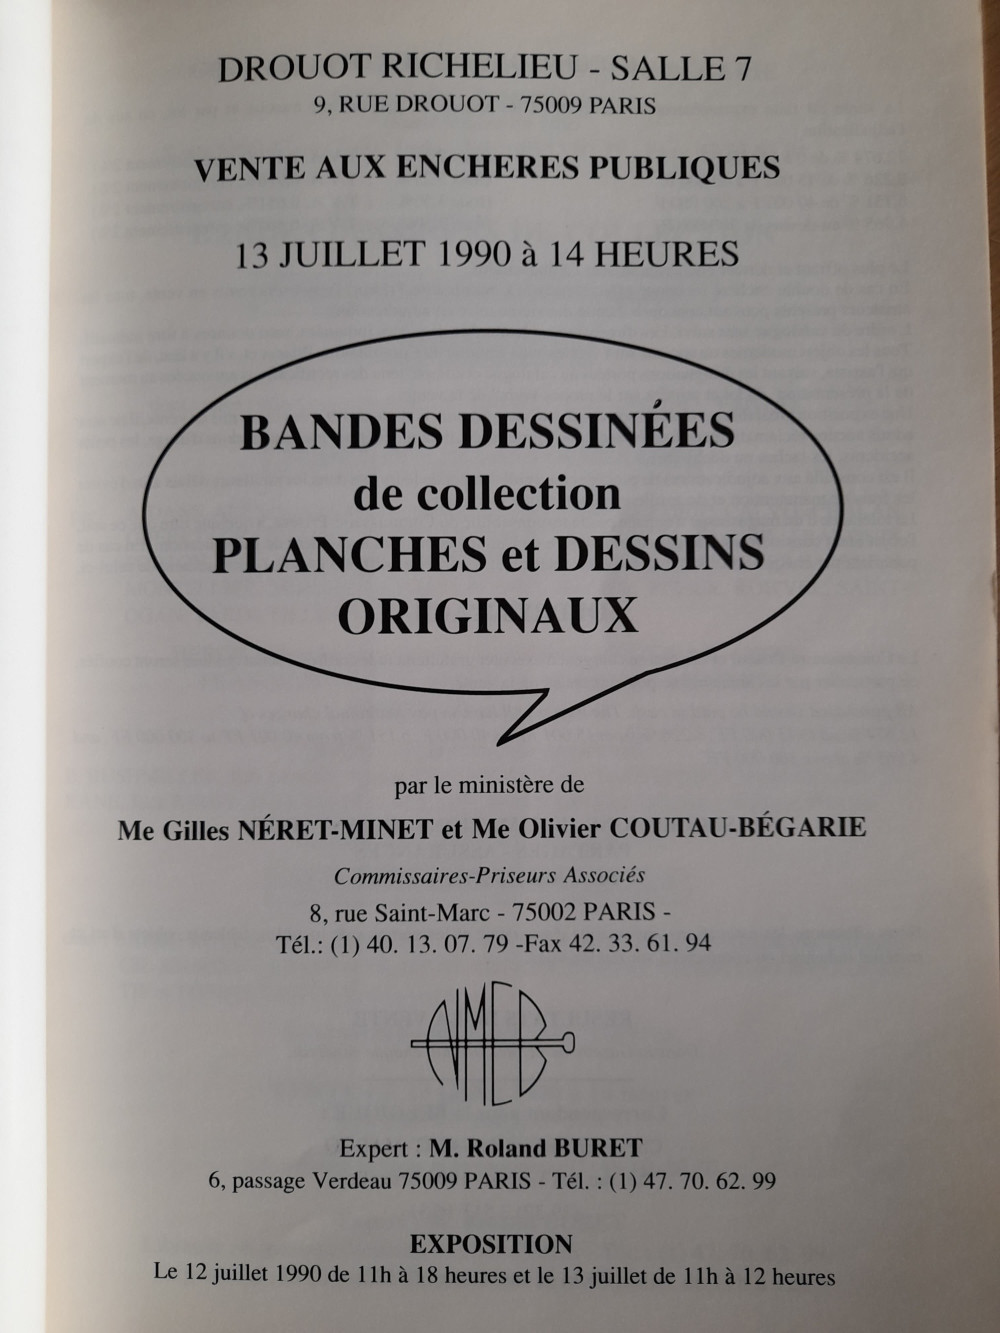 DROUOT RICHELIEU - SALLE 7
9, RUE DROUOT - 75009 PARIS
VENTE AUX ENCHERES PUBLIQUES
13 JUILLET 1990 à 14 HEURES
BANDES DESSINÉES
de collection
PLANCHES et DESSINS
ORIGINAUX
par le ministère de
Me Gilles NÉRET-MINET et Me Olivier COUTAU-BÉGARIE
Commissaires-Priseurs Associés
8, rue Saint-Marc - 75002 PARIS -
Tél.: (1) 40. 13. 07. 79 -Fax 42. 33. 61. 94
NMCB
Expert : M. Roland BURET
6, passage Verdeau 75009 PARIS - Tél. : (1) 47. 70. 62. 99
EXPOSITION
Le 12 juillet 1990 de 11h à 18 heures et le 13 juillet de 11h à 12 heures